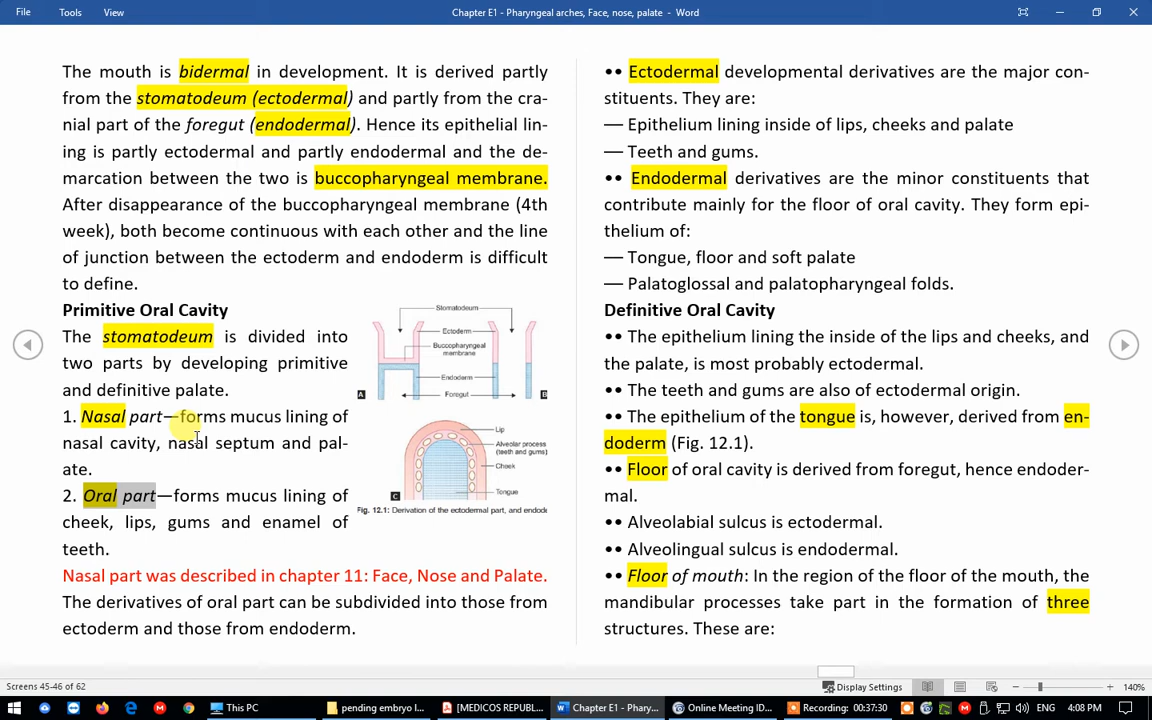 File Tools View
Chapter E1 - Pharyngeal arches, Face, nose, palate - Word
The mouth is bidermal in development. It is derived partly
from the stomatodeum (ectodermal) and partly from the cra-
nial part of the foregut (endodermal). Hence its epithelial lin-
ing is partly ectodermal and partly endodermal and the de-
marcation between the two is buccopharyngeal membrane.
After disappearance of the buccopharyngeal membrane (4th
week), both become continuous with each other and the line
of junction between the ectoderm and endoderm is difficult
to define.
Primitive Oral Cavity
The stomatodeum is divided into
two parts by developing primitive
and definitive palate.
1. Nasal part—forms mucus lining of
nasal cavity, nasal septum and pal-
ate.
2. Oral part—forms mucus lining of
cheek, lips, gums and enamel of
teeth.
Stomatodeum
Ectoderm
Buccopharyngeal
membrane
Endoderm
A
Foregut
B
Lip
Alveolar process
(teeth and gums)
Cheek
C
Tongue
Fig. 12.1: Derivation of the ectodermal part, and endode
Nasal part was described in chapter 11: Face, Nose and Palate.
The derivatives of oral part can be subdivided into those from
ectoderm and those from endoderm.
•• Ectodermal developmental derivatives are the major con-
stituents. They are:
— Epithelium lining inside of lips, cheeks and palate
— Teeth and gums.
•• Endodermal derivatives are the minor constituents that
contribute mainly for the floor of oral cavity. They form epi-
thelium of:
— Tongue, floor and soft palate
— Palatoglossal and palatopharyngeal folds.
Definitive Oral Cavity
•• The epithelium lining the inside of the lips and cheeks, and
the palate, is most probably ectodermal.
•• The teeth and gums are also of ectodermal origin.
•• The epithelium of the tongue is, however, derived from en-
doderm (Fig. 12.1).
•• Floor of oral cavity is derived from foregut, hence endoder-
mal.
•• Alveolabial sulcus is ectodermal.
•• Alveolingual sulcus is endodermal.
•• Floor of mouth: In the region of the floor of the mouth, the
mandibular processes take part in the formation of three
structures. These are:
Screens 45-46 of 62
Display Settings
140%
This PC
pending embryo l...
[MEDICOS REPUBL...
Chapter E1 - Phary...
Online Meeting ID...
Recording: 00:37:30
4:08 PM